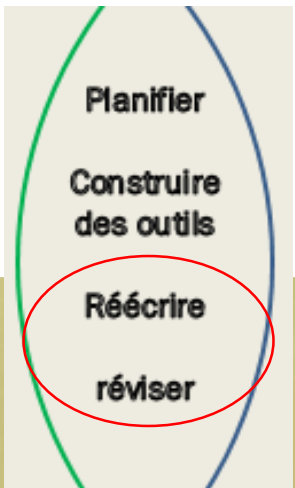 Planifier
Construire
des outils
Réécrire
réviser